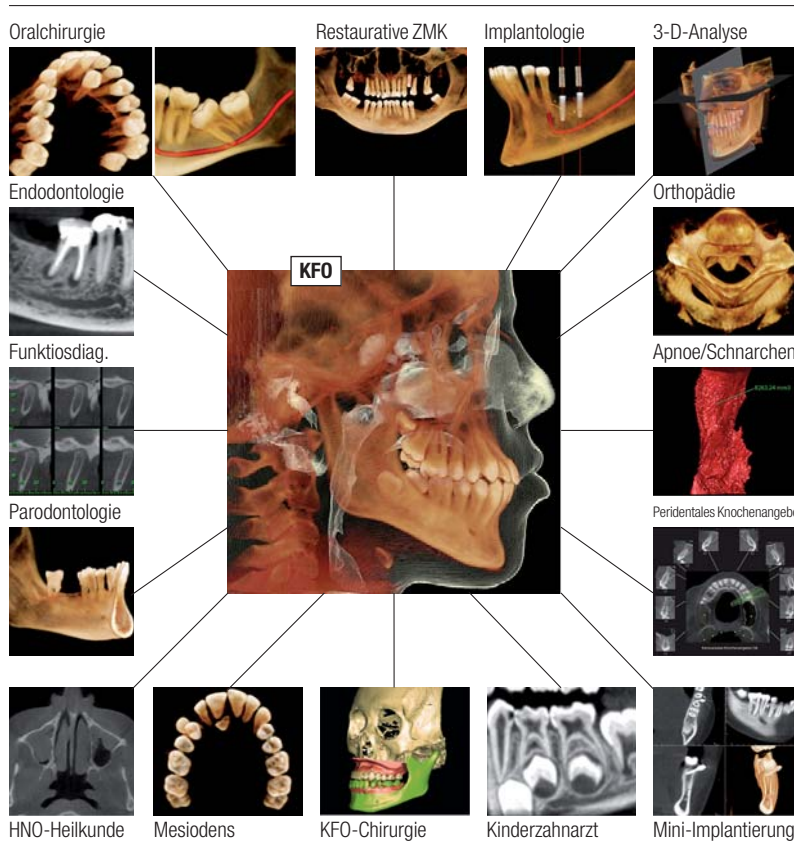 Oralchirurgie
Restaurative ZMK
Implantologie
3-D-Analyse
Endodontologie
Orthopädie
KFO
Funktiosdiag.
Apnoe/Schnarchen
Parodontologie
Peridentales Knochenangebo
HNO-Heilkunde
Mesiodens
KFO-Chirurgie
Kinderzahnarzt
Mini-Implantierung